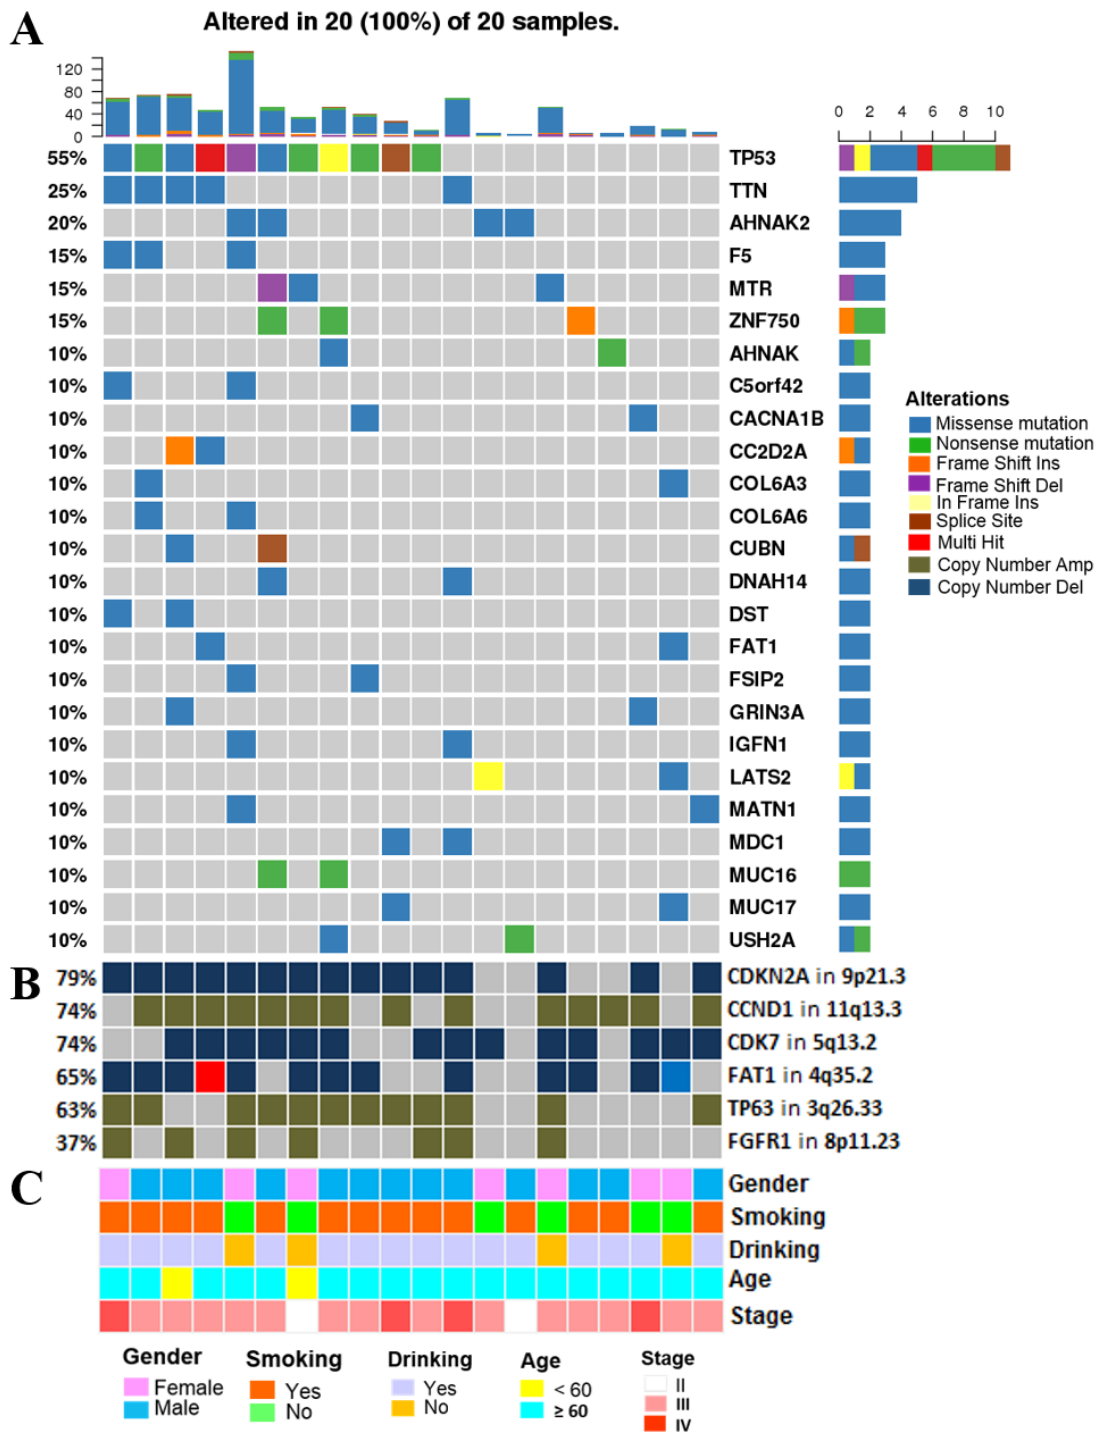 A
Altered in 20 (100%) of 20 samples.
120
80
40
0
0 2 4 6 8 10
55% TP53
25% TTN
20% AHNAK2
15% F5
15% MTR
15% ZNF750
10% AHNAK
10% C5orf42
10% CACNA1B
10% CC2D2A
10% COL6A3
10% COL6A6
10% CUBN
10% DNAH14
10% DST
10% FAT1
10% FSIP2
10% GRIN3A
10% IGFN1
10% LATS2
10% MATN1
10% MDC1
10% MUC16
10% MUC17
10% USH2A
Alterations
Missense mutation
Nonsense mutation
Frame Shift Ins
Frame Shift Del
In Frame Ins
Splice Site
Multi Hit
Copy Number Amp
Copy Number Del
B
79% CDKN2A in 9p21.3
74% CCND1 in 11q13.3
74% CDK7 in 5q13.2
65% FAT1 in 4q35.2
63% TP63 in 3q26.33
37% FGFR1 in 8p11.23
C
Gender
Smoking
Drinking
Age
Stage
Gender
Female
Male
Smoking
Yes
No
Drinking
Yes
No
Age
< 60
≥ 60
Stage
II
III
IV